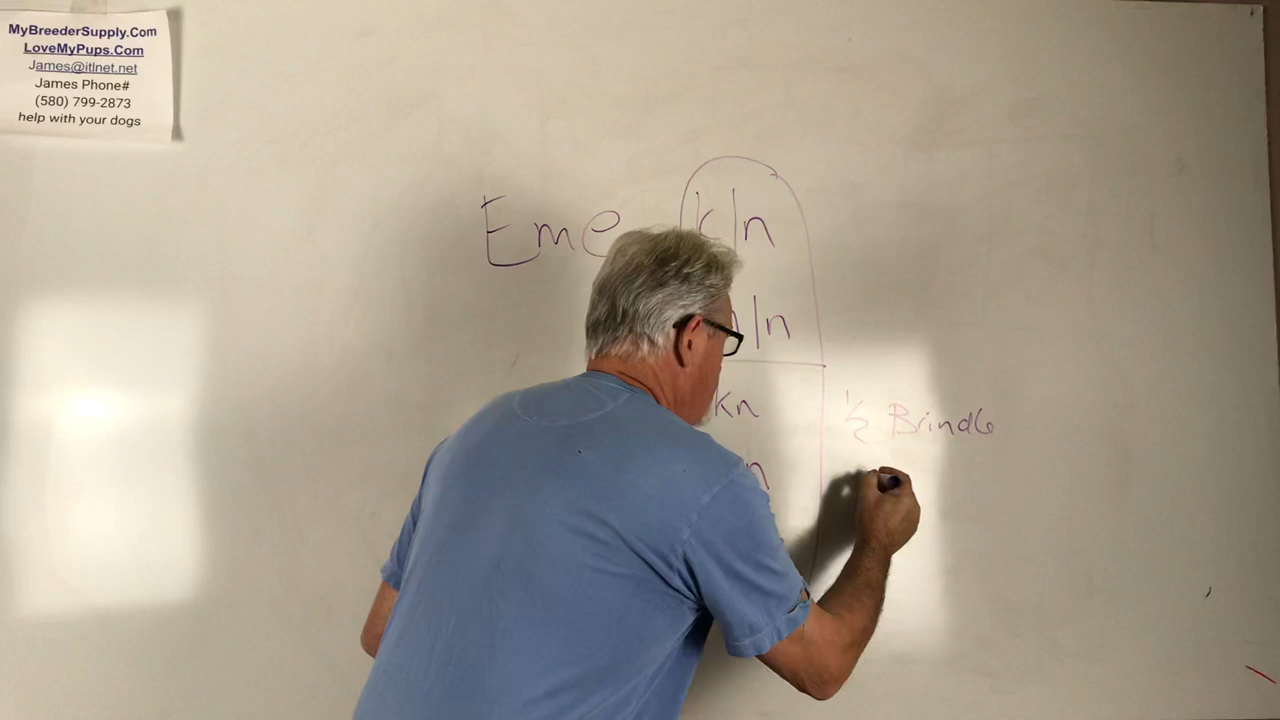 MyBreederSupply.Com
LoveMyPups.Com
James@itlnet.net
James Phone#
(580) 799-2873
help with your dogs
Eme k|n
|n
kn ½ Brindle
n